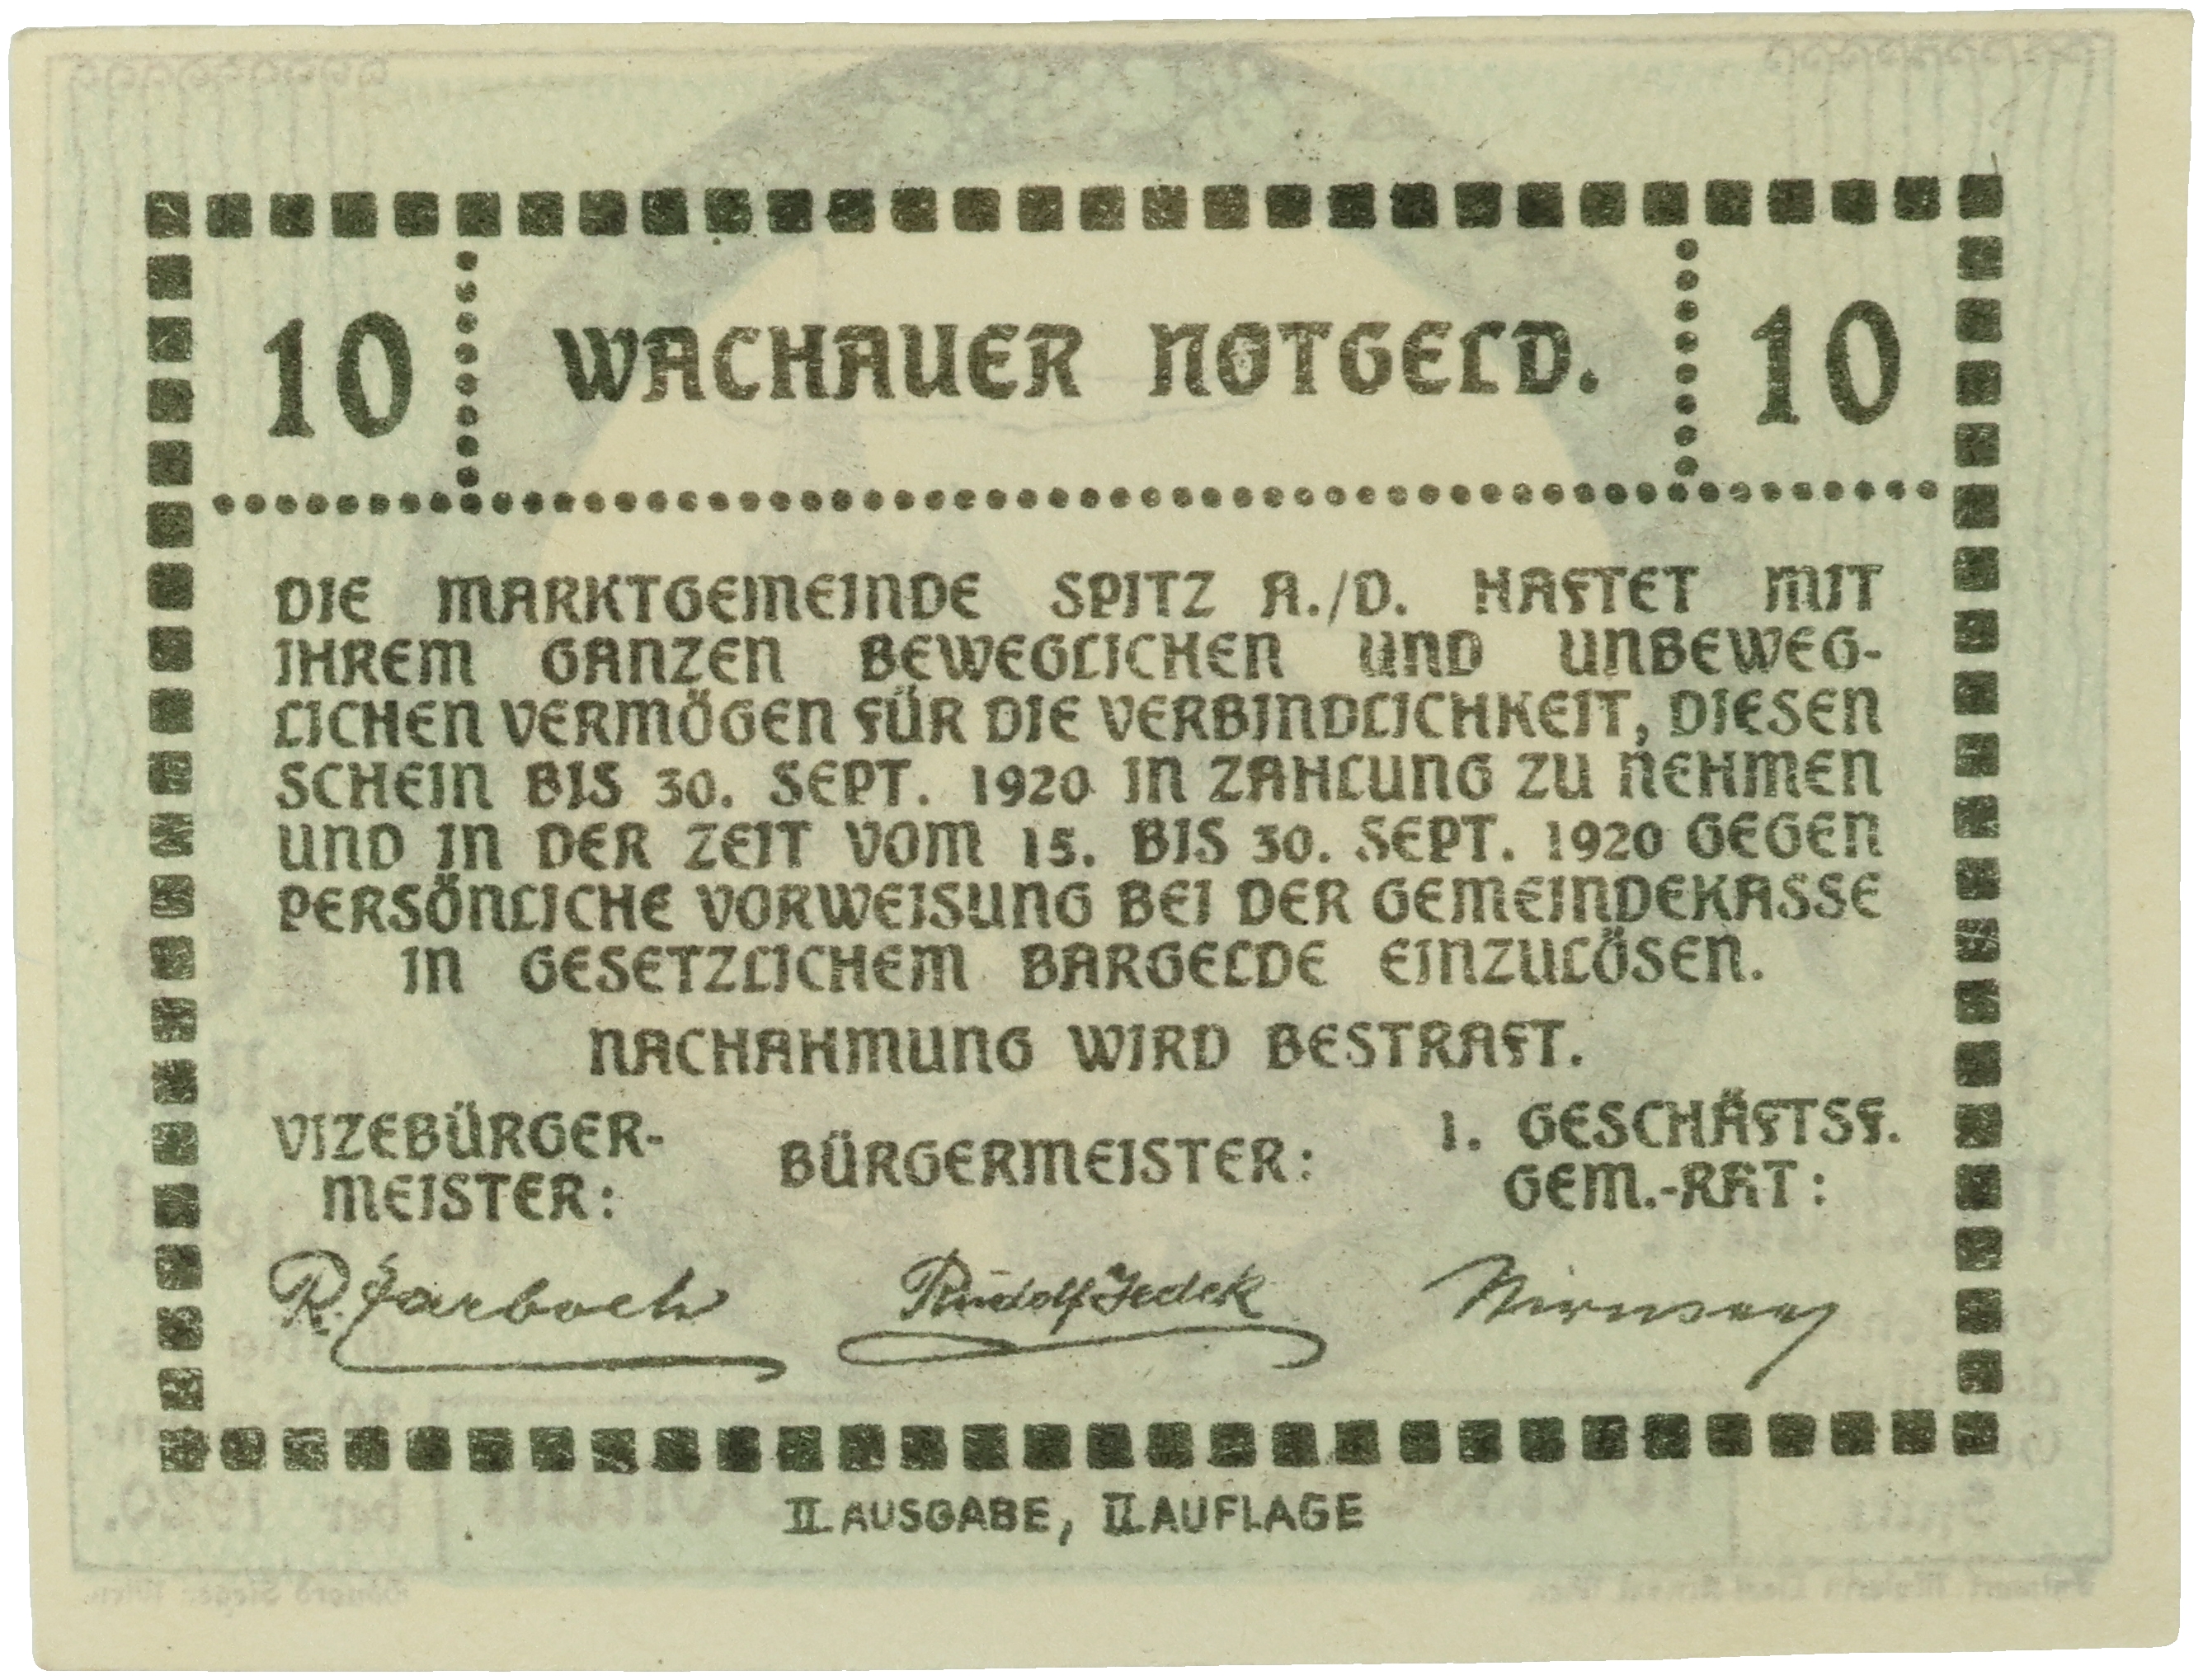 10 WACHAUER NOTGELD. 10
DIE MARKTGEMEINDE SPITZ A./D. HAFTET MIT
IHREM GANZEN BEWEGLICHEN UND UNBEWEG-
LICHEN VERMÖGEN FÜR DIE VERBINDLICHKEIT, DIESEN
SCHEIN BIS 30. SEPT. 1920 IN ZAHLUNG ZU NEHMEN
UND IN DER ZEIT VOM 15. BIS 30. SEPT. 1920 GEGEN
PERSÖNLICHE VORWEISUNG BEI DER GEMEINDEKASSE
IN GESETZLICHEM BARGELDE EINZULÖSEN.
NACHAHMUNG WIRD BESTRAFT.
VIZEBÜRGER-
MEISTER:
BÜRGERMEISTER:
1. GESCHÄFTSF.
GEM.-RAT:
R.
Rudolf Jedek
II. AUSGABE, II. AUFLAGE